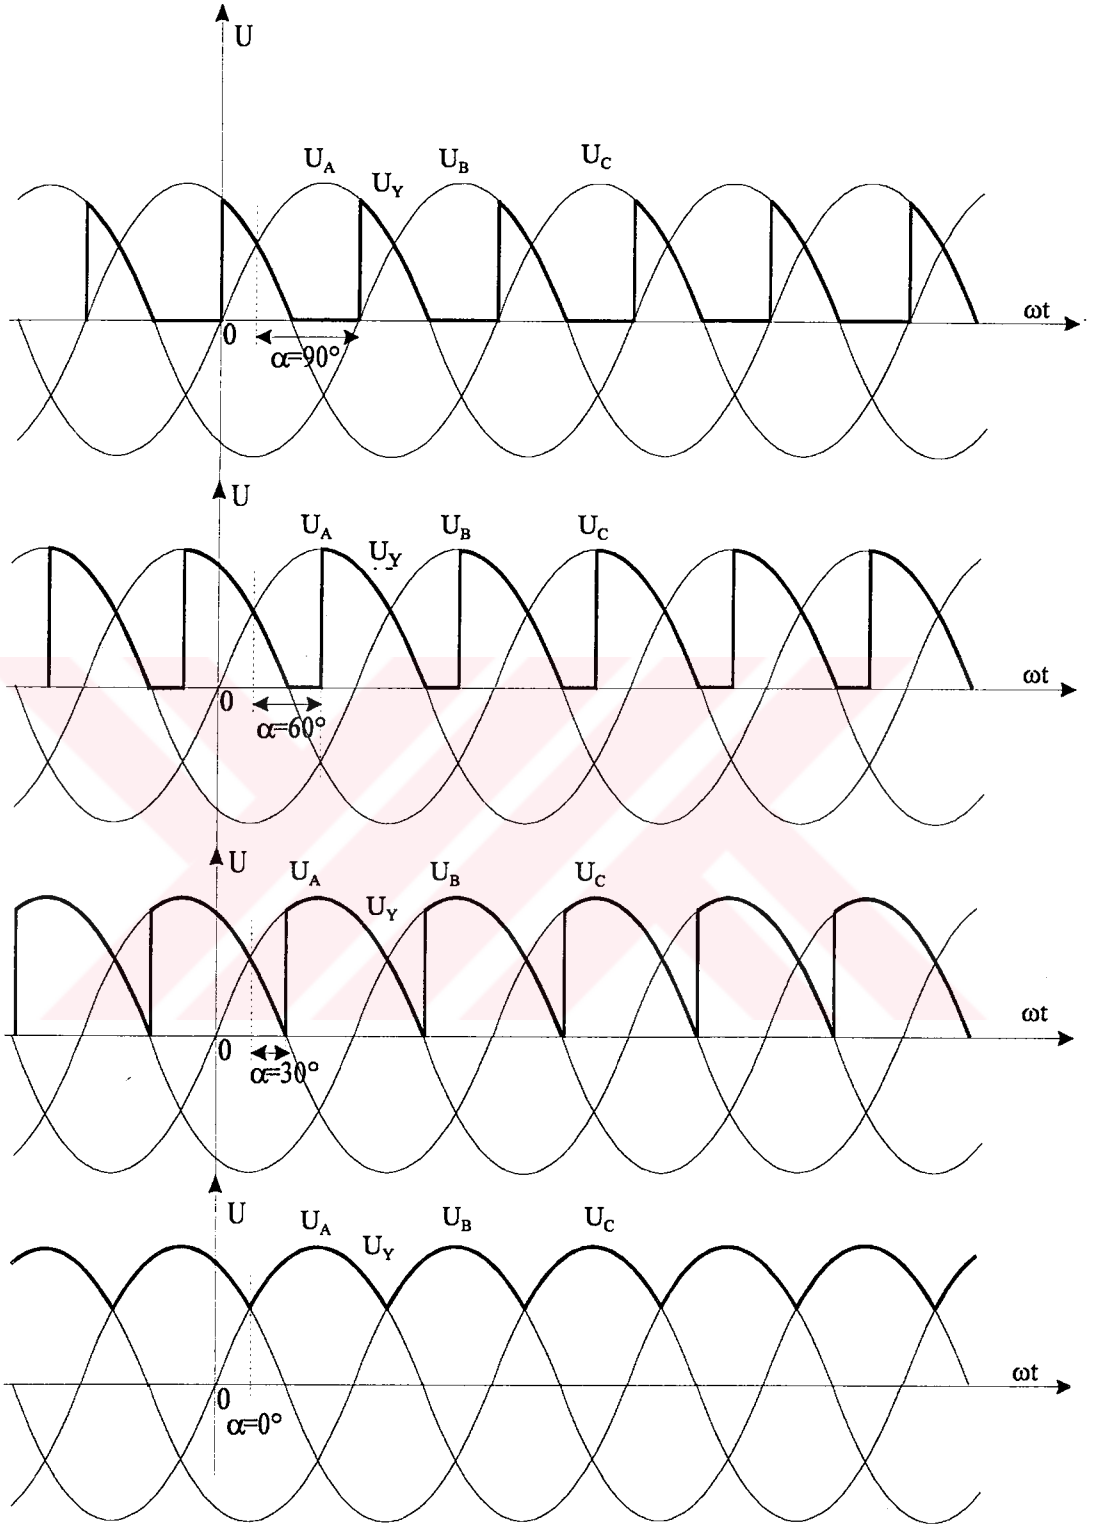 U
U_A U_B U_C
U_Y
ωt
0
α=90°
U
U_A U_B U_C
U_Y
ωt
0
α=60°
U
U_A U_B U_C
U_Y
ωt
0
α=30°
U
U_A U_B U_C
U_Y
ωt
0
α=0°